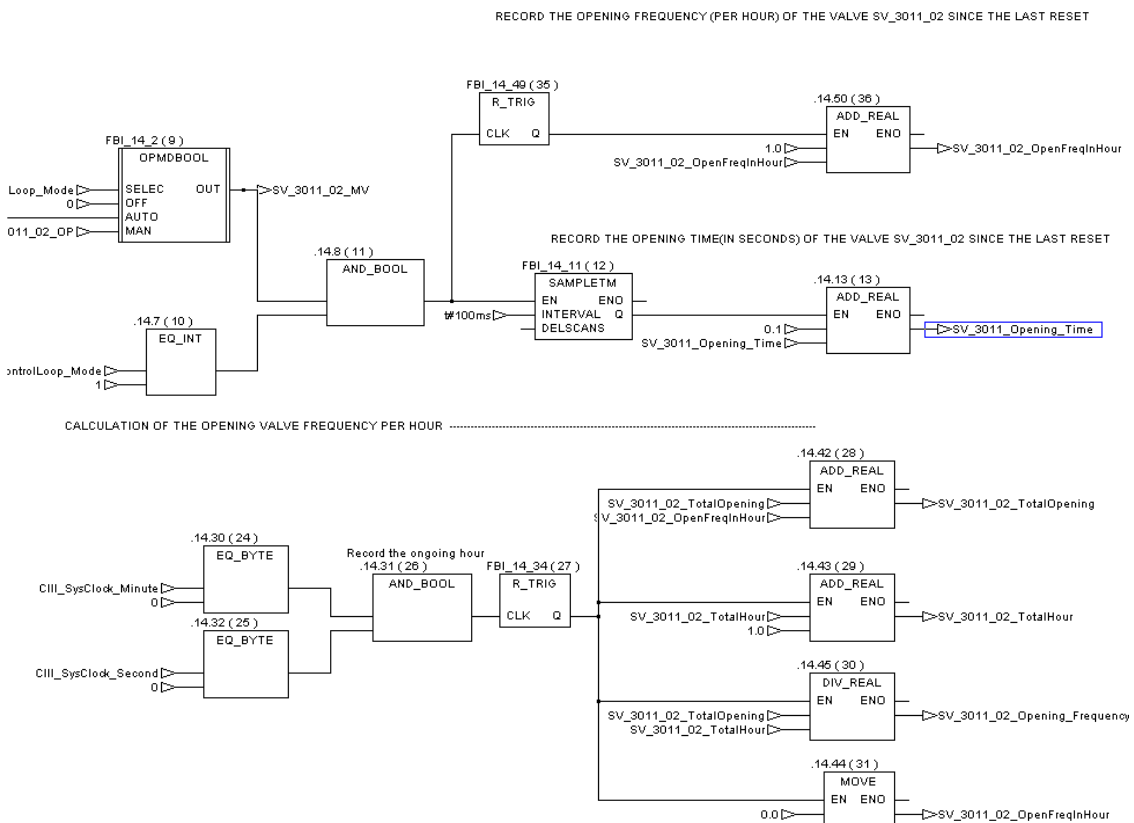 RECORD THE OPENING FREQUENCY (PER HOUR) OF THE VALVE SV_3011_02 SINCE THE LAST RESET
FBI_14_49 ( 35 )
R_TRIG
CLK Q
.14.50 ( 36 )
ADD_REAL
EN ENO
1.0
SV_3011_02_OpenFreqInHour
SV_3011_02_OpenFreqInHour
FBI_14_2 ( 9 )
OPMDBOOL
Loop_Mode
SELEC OUT
SV_3011_02_MV
0
OFF
AUTO
011_02_OP
MAN
RECORD THE OPENING TIME(IN SECONDS) OF THE VALVE SV_3011_02 SINCE THE LAST RESET
.14.8 ( 11 )
AND_BOOL
FBI_14_11 ( 12 )
SAMPLETM
EN ENO
t#100ms
INTERVAL Q
DELSCANS
.14.13 ( 13 )
ADD_REAL
EN ENO
0.1
SV_3011_Opening_Time
SV_3011_Opening_Time
.14.7 ( 10 )
EQ_INT
ontrolLoop_Mode
1
CALCULATION OF THE OPENING VALVE FREQUENCY PER HOUR ------------------------------------------------------------
.14.42 ( 28 )
ADD_REAL
EN ENO
SV_3011_02_TotalOpening
SV_3011_02_OpenFreqInHour
SV_3011_02_TotalOpening
.14.30 ( 24 )
EQ_BYTE
CIII_SysClock_Minute
0
.14.32 ( 25 )
EQ_BYTE
CIII_SysClock_Second
0
Record the ongoing hour
.14.31 ( 26 )
AND_BOOL
FBI_14_34 ( 27 )
R_TRIG
CLK Q
.14.43 ( 29 )
ADD_REAL
EN ENO
SV_3011_02_TotalHour
1.0
SV_3011_02_TotalHour
.14.45 ( 30 )
DIV_REAL
EN ENO
SV_3011_02_TotalOpening
SV_3011_02_TotalHour
SV_3011_02_Opening_Frequency
.14.44 ( 31 )
MOVE
EN ENO
0.0
SV_3011_02_OpenFreqInHour